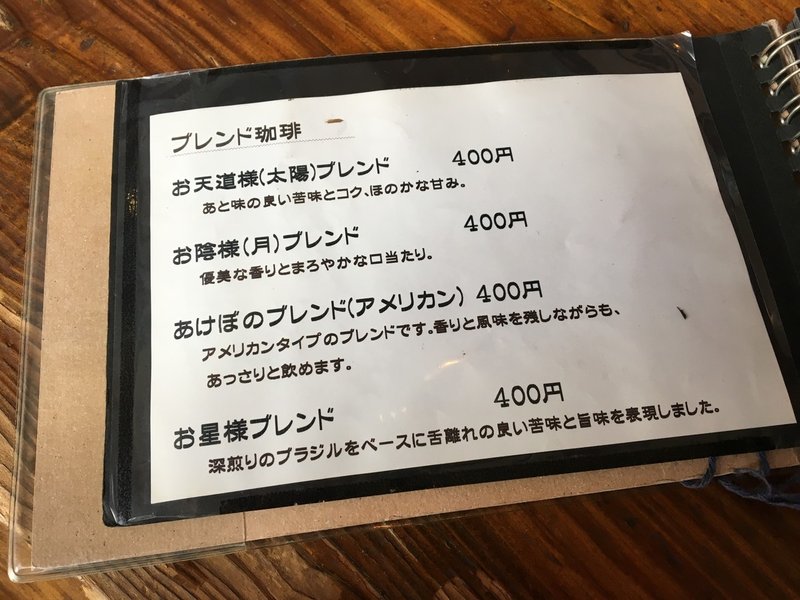 ブレンド珈琲
お天道様(太陽)ブレンド 400円
あと味の良い苦味とコク、ほのかな甘み。
お陰様(月)ブレンド 400円
優美な香りとまろやかな口当たり。
あけぼのブレンド(アメリカン) 400円
アメリカンタイプのブレンドです。香りと風味を残しながらも、
あっさりと飲めます。
お星様ブレンド 400円
深煎りのブラジルをベースに舌離れの良い苦味と旨味を表現しました。